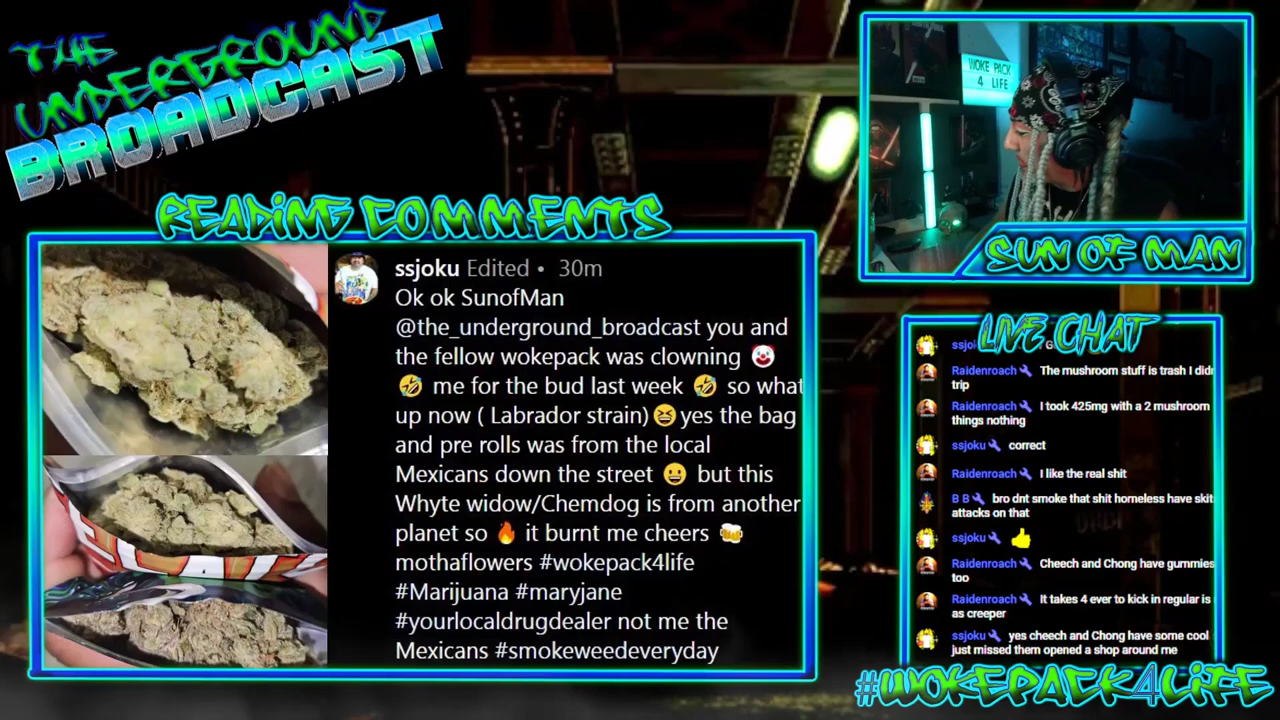 THE
UNDERGROUND
BROADCAST
READING COMMENTS
ssjoku Edited • 30m
Ok ok SunofMan
@the_underground_broadcast you and
the fellow wokepack was clowning 🤡
🤣 me for the bud last week 🤣 so what
up now ( Labrador strain)😆yes the bag
and pre rolls was from the local
Mexicans down the street 😀 but this
Whyte widow/Chemdog is from another
planet so 🔥 it burnt me cheers 🍻
mothaflowers #wokepack4life
#Marijuana #maryjane
#yourlocaldrugdealer not me the
Mexicans #smokeweedeveryday
WOKE PACK
4 LIFE
SUN OF MAN
LIVE CHAT
Raidenroach The mushroom stuff is trash I didn
trip
Raidenroach I took 425mg with a 2 mushroom
things nothing
ssjoku correct
Raidenroach I like the real shit
B B bro dnt smoke that shit homeless have skit
attacks on that
ssjoku 👍
Raidenroach Cheech and Chong have gummies
too
Raidenroach It takes 4 ever to kick in regular is
as creeper
ssjoku yes cheech and Chong have some cool
just missed them opened a shop around me
#WOKEPACK4LIFE